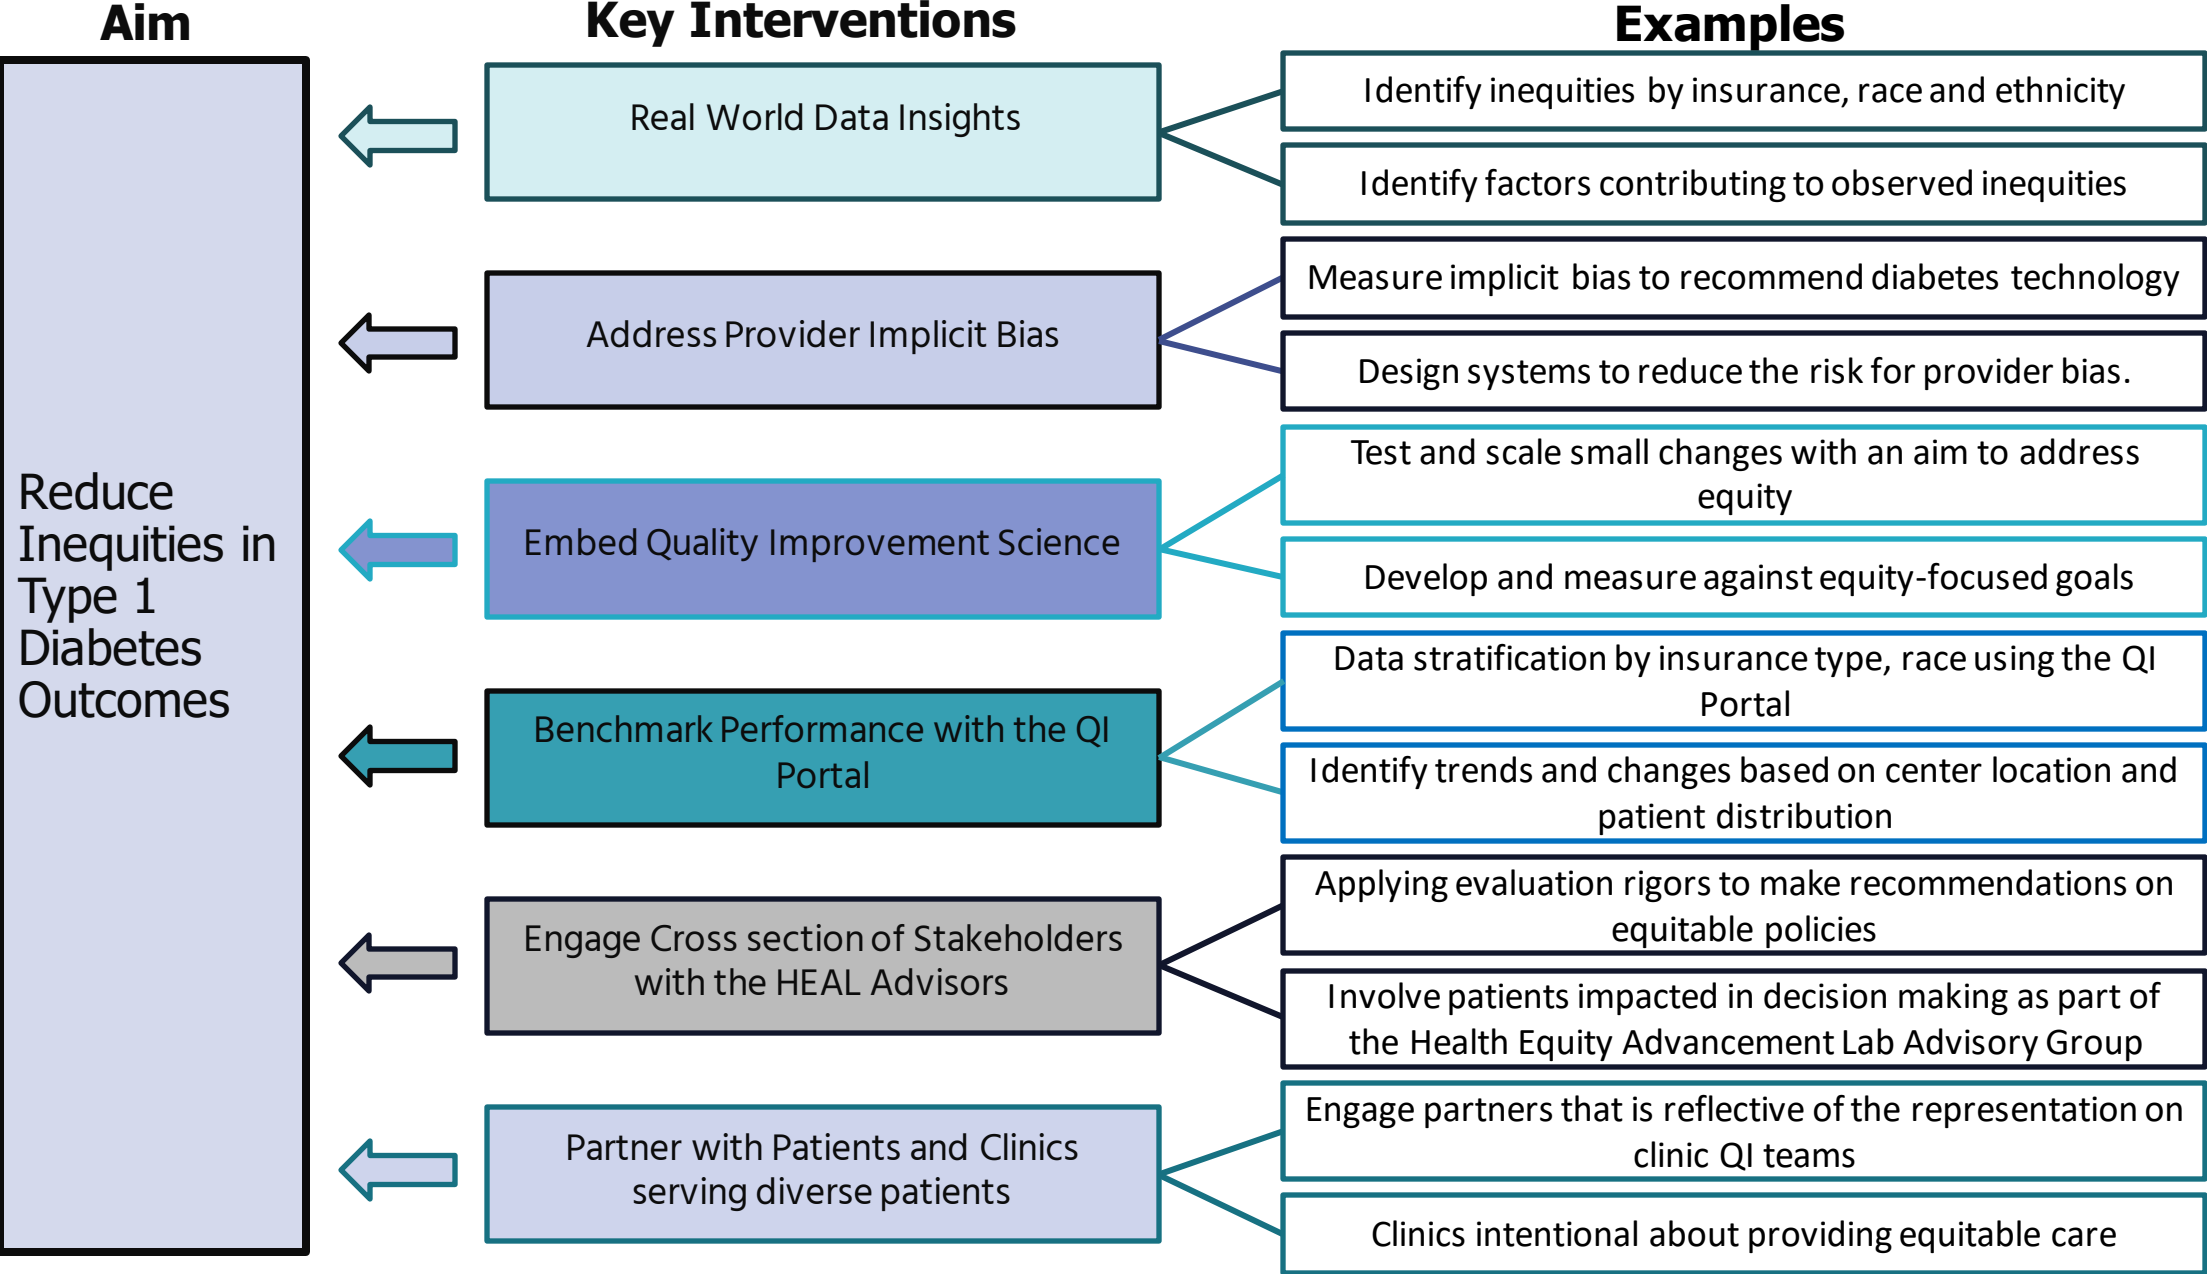 Aim
Key Interventions
Examples
Reduce
Inequities in
Type 1
Diabetes
Outcomes
Real World Data Insights
Identify inequities by insurance, race and ethnicity
Identify factors contributing to observed inequities
Address Provider Implicit Bias
Measure implicit bias to recommend diabetes technology
Design systems to reduce the risk for provider bias.
Embed Quality Improvement Science
Test and scale small changes with an aim to address
equity
Develop and measure against equity-focused goals
Benchmark Performance with the QI
Portal
Data stratification by insurance type, race using the QI
Portal
Identify trends and changes based on center location and
patient distribution
Engage Cross section of Stakeholders
with the HEAL Advisors
Applying evaluation rigors to make recommendations on
equitable policies
Involve patients impacted in decision making as part of
the Health Equity Advancement Lab Advisory Group
Partner with Patients and Clinics
serving diverse patients
Engage partners that is reflective of the representation on
clinic QI teams
Clinics intentional about providing equitable care